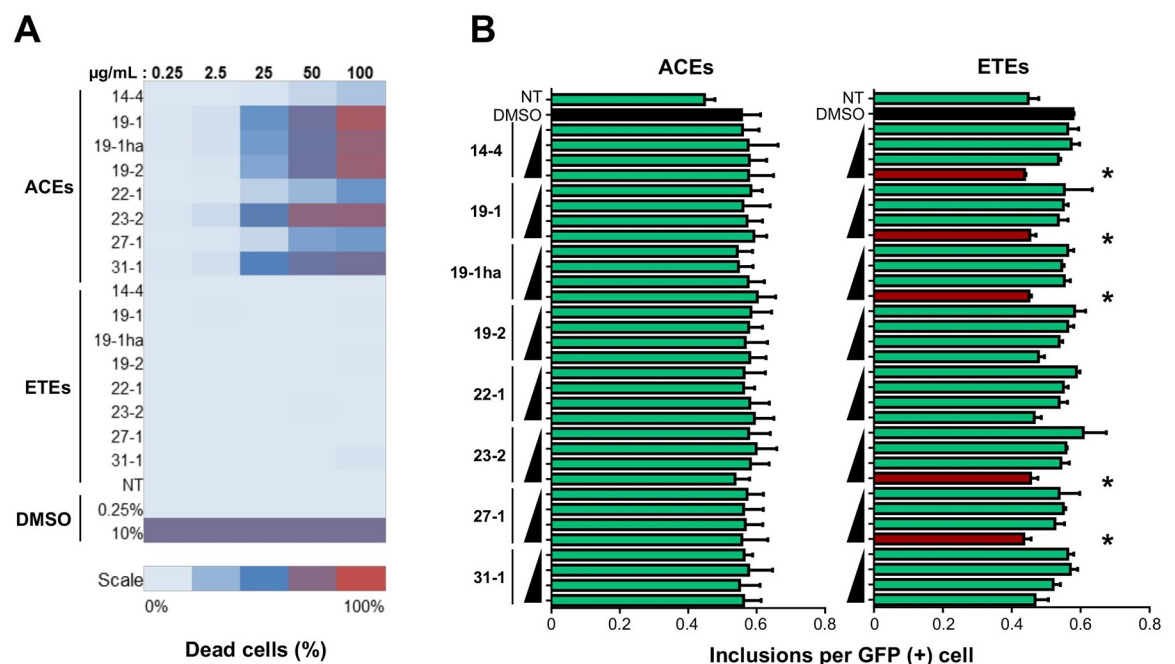 A
µg/mL : 0.25 2.5 25 50 100
ACEs
14-4
19-1
19-1ha
19-2
22-1
23-2
27-1
31-1
ETEs
14-4
19-1
19-1ha
19-2
22-1
23-2
27-1
31-1
NT
DMSO
0.25%
10%
Scale
0% 100%
Dead cells (%)
B
ACEs
NT
DMSO
14-4
19-1
19-1ha
19-2
22-1
23-2
27-1
31-1
0 0.2 0.4 0.6 0.8
ETEs
NT
DMSO
*
*
*
*
*
0 0.2 0.4 0.6 0.8
Inclusions per GFP (+) cell